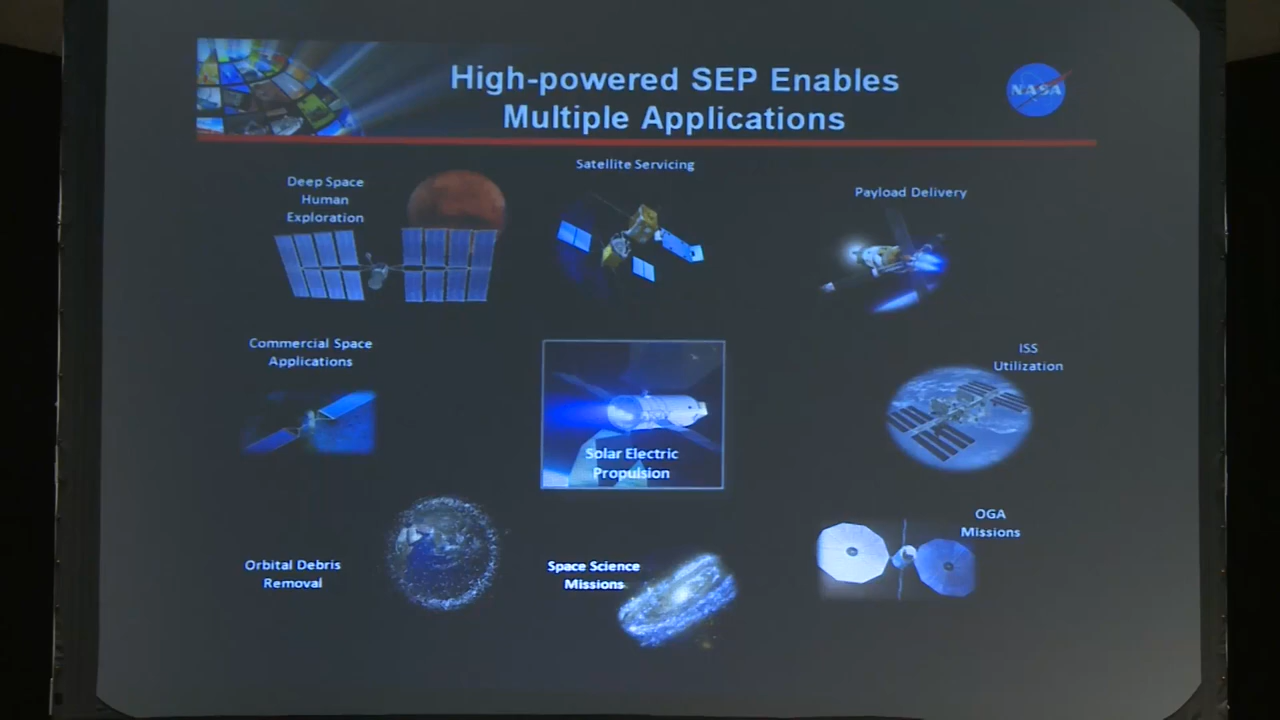 High-powered SEP Enables
Multiple Applications
NASA
Satellite Servicing
Deep Space
Human
Exploration
Payload Delivery
Commercial Space
Applications
ISS
Utilization
Solar Electric
Propulsion
OGA
Missions
Orbital Debris
Removal
Space Science
Missions